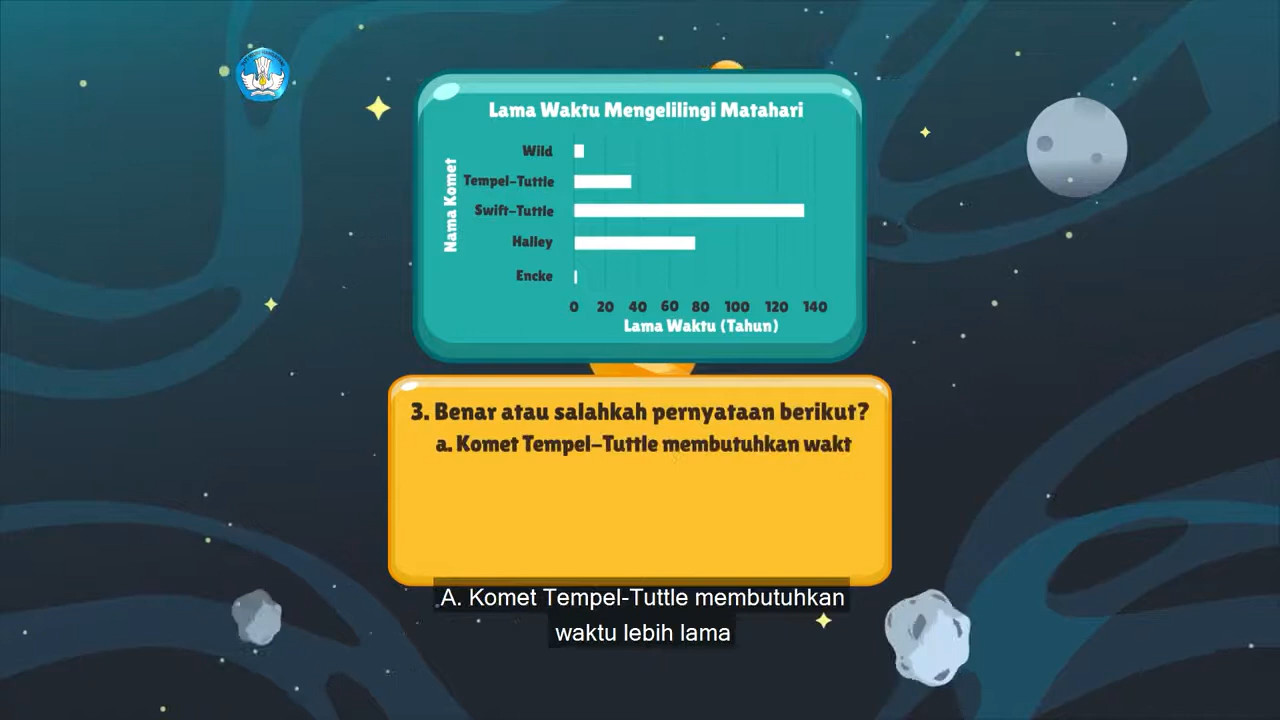 Lama Waktu Mengelilingi Matahari
Nama Komet
Wild
Tempel-Tuttle
Swift-Tuttle
Halley
Encke
0 20 40 60 80 100 120 140
Lama Waktu (Tahun)
3. Benar atau salahkah pernyataan berikut?
a. Komet Tempel-Tuttle membutuhkan wakt
A. Komet Tempel-Tuttle membutuhkan
waktu lebih lama